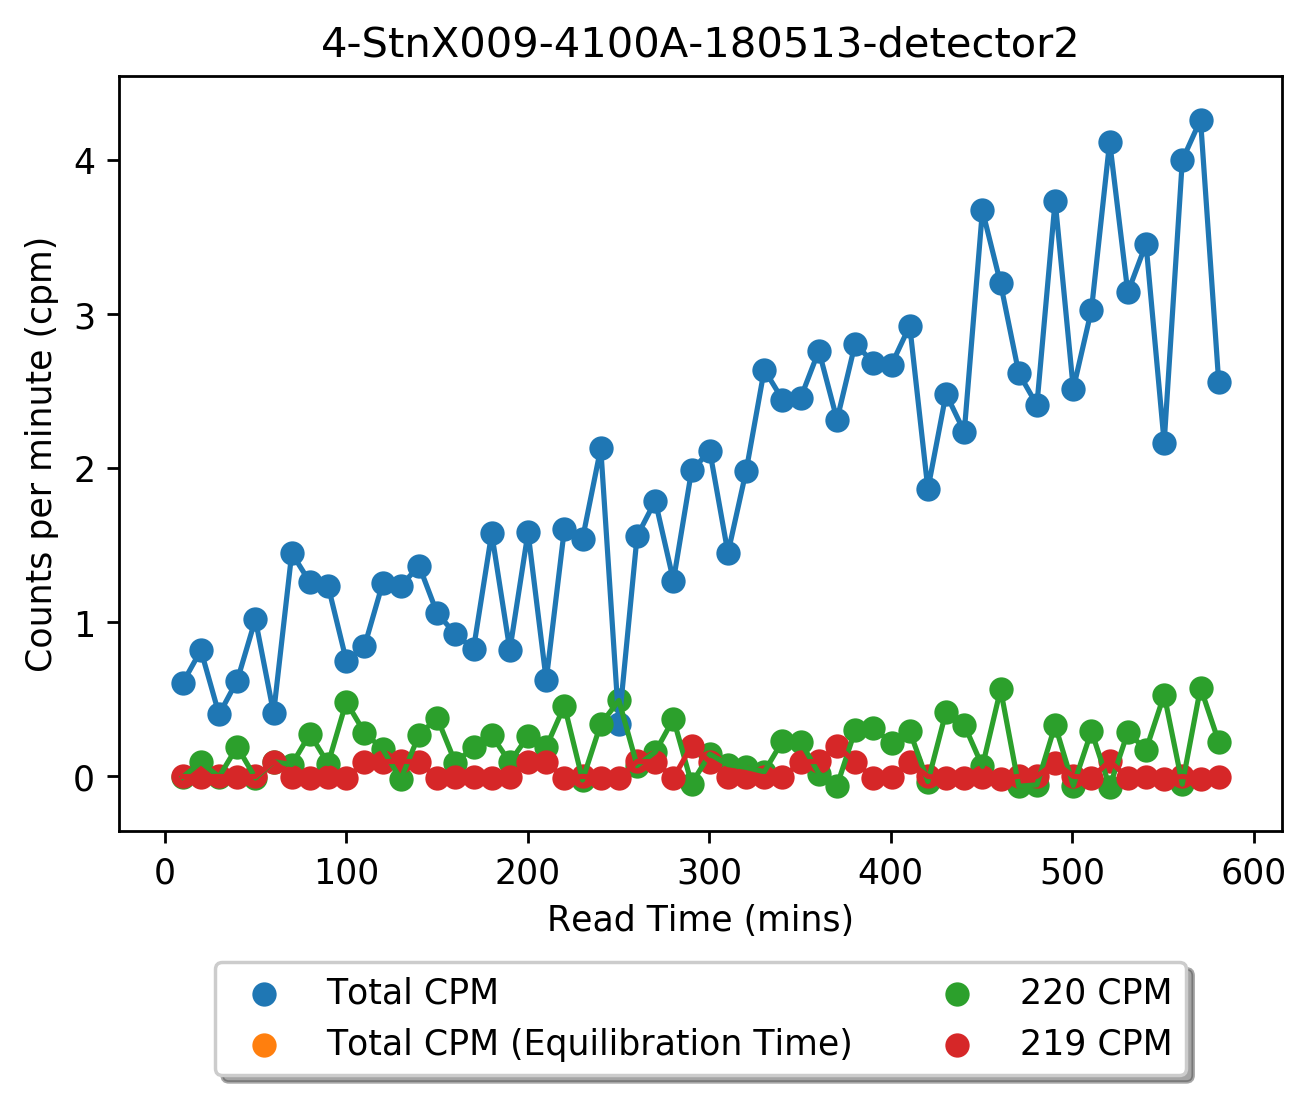 4-StnX009-4100A-180513-detector2
Counts per minute (cpm)
4
3
2
1
0
0 100 200 300 400 500 600
Read Time (mins)
Total CPM
Total CPM (Equilibration Time)
220 CPM
219 CPM